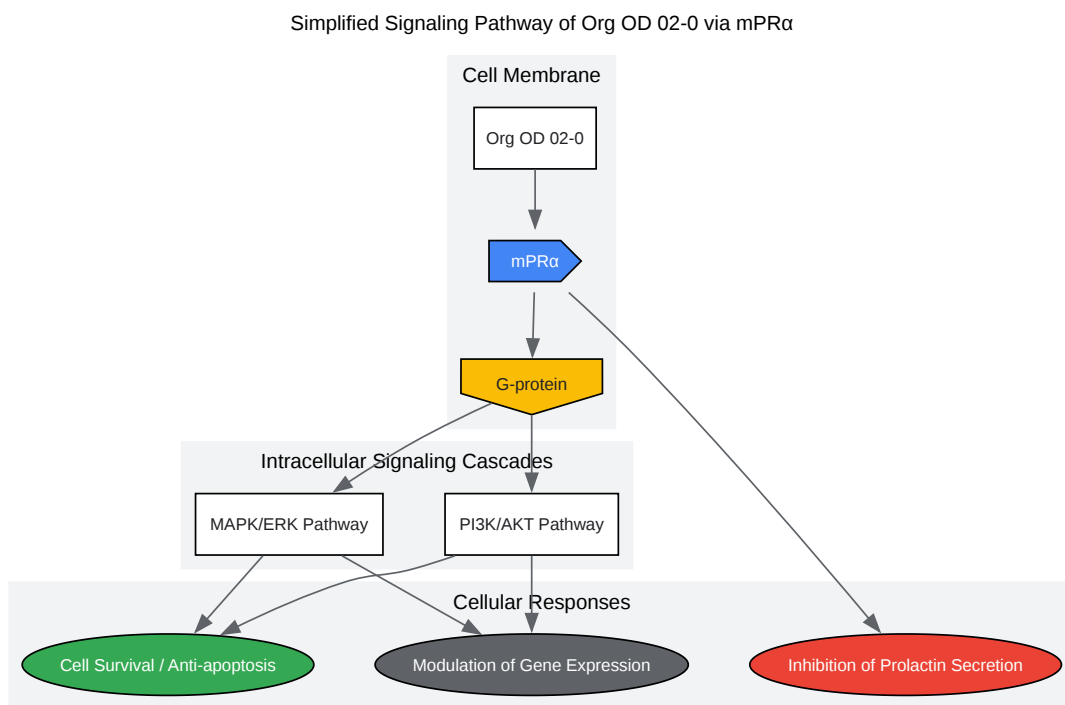 Simplified Signaling Pathway of Org OD 02-0 via mPRα
Cell Membrane
Org OD 02-0
mPRα
G-protein
Intracellular Signaling Cascades
MAPK/ERK Pathway
PI3K/AKT Pathway
Cellular Responses
Cell Survival / Anti-apoptosis
Modulation of Gene Expression
Inhibition of Prolactin Secretion